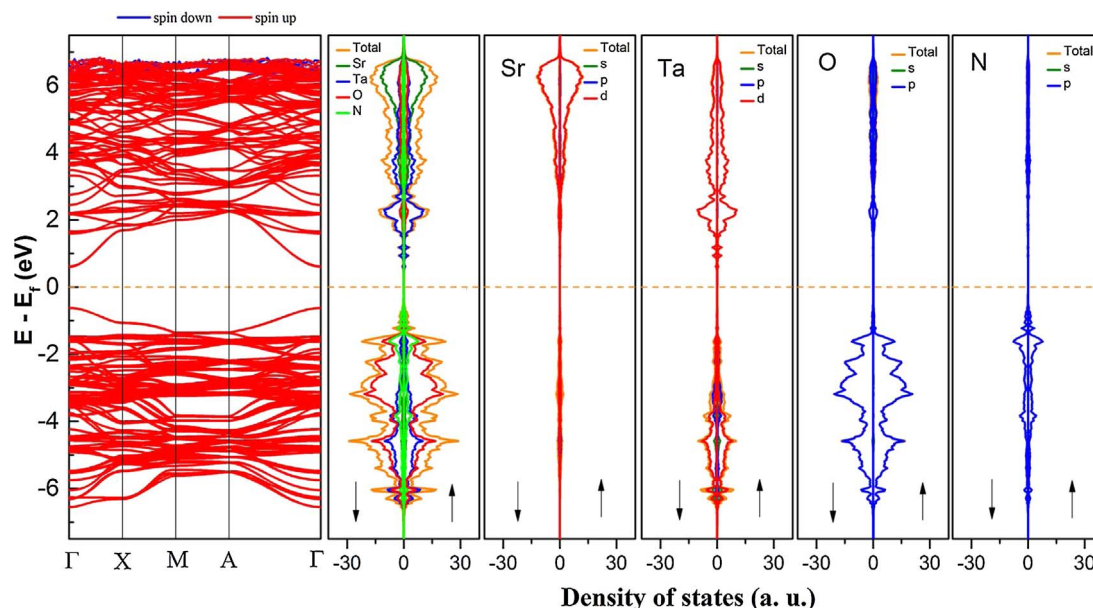 spin down spin up
Total
Sr
Ta
O
N
Sr
Total
s
p
d
Ta
Total
s
p
d
O
Total
s
p
N
Total
s
p
E - E_f (eV)
6
4
2
0
-2
-4
-6
Γ X M A Γ
-30 0 30
-30 0 30
-30 0 30
-30 0 30
-30 0 30
Density of states (a. u.)